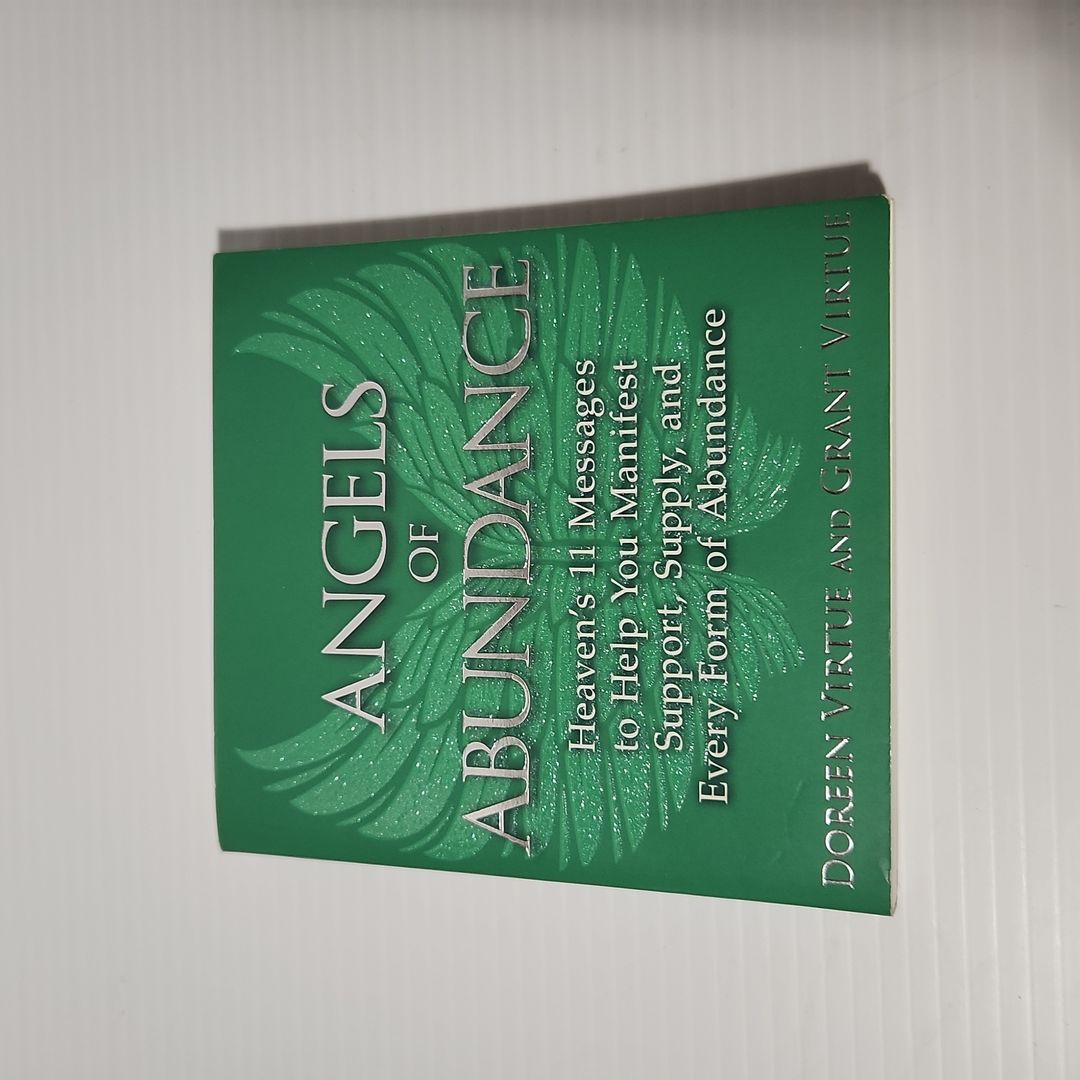 ANGELS
OF
ABUNDANCE
Heaven's 11 Messages
to Help You Manifest
Support, Supply, and
Every Form of Abundance
DOREEN VIRTUE AND GRANT VIRTUE